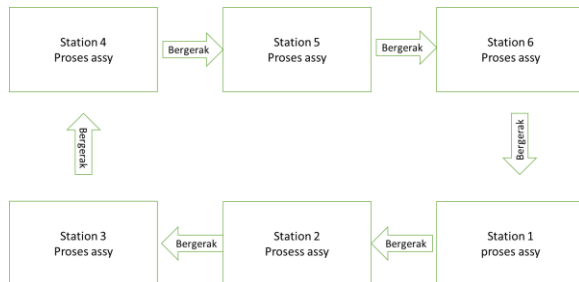 Station 4
Proses assy
Bergerak
Station 5
Proses assy
Bergerak
Station 6
Proses assy
Bergerak
Bergerak
Station 3
Proses assy
Bergerak
Station 2
Prosess assy
Bergerak
Station 1
proses assy